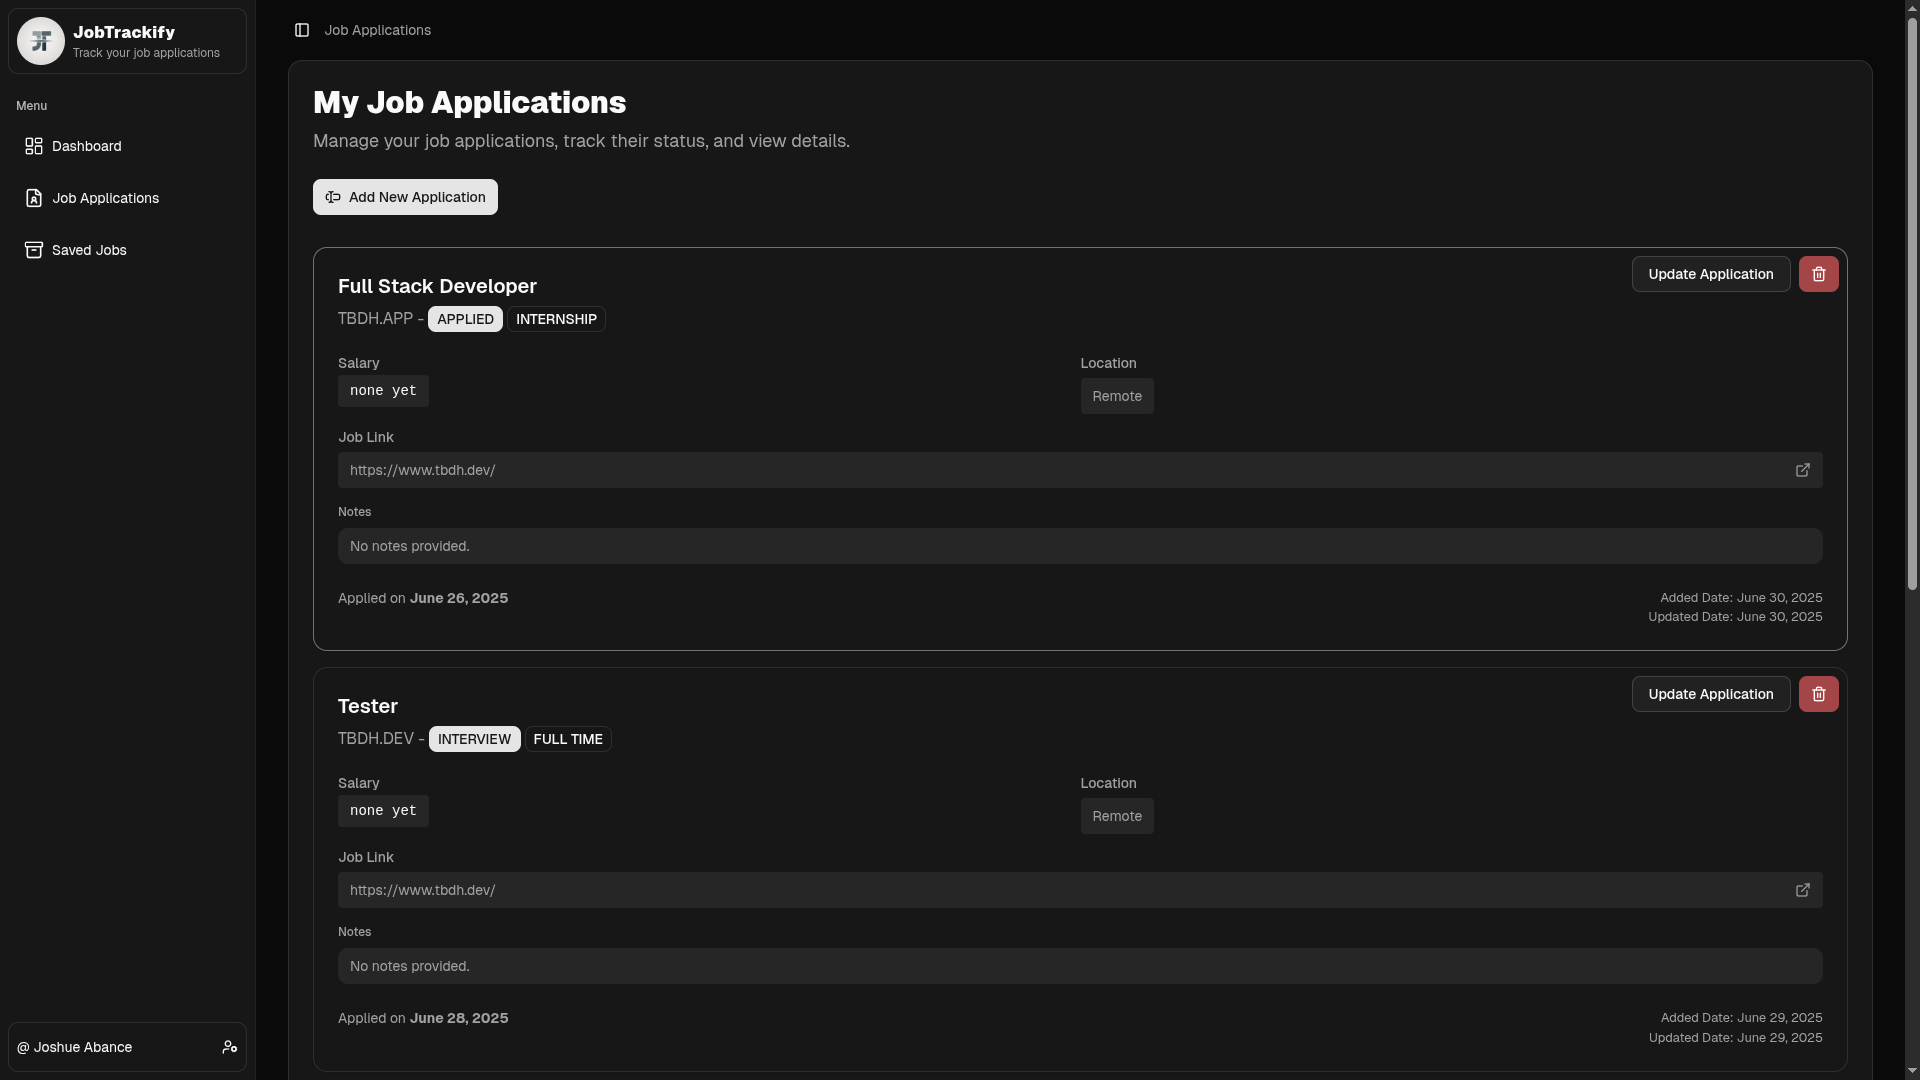 JobTrackify
Track your job applications
Menu
Dashboard
Job Applications
Saved Jobs
@ Joshue Abance
Job Applications
My Job Applications
Manage your job applications, track their status, and view details.
Add New Application
Full Stack Developer
Update Application
TBDH.APP - APPLIED INTERNSHIP
Salary
none yet
Location
Remote
Job Link
https://www.tbdh.dev/
Notes
No notes provided.
Applied on June 26, 2025
Added Date: June 30, 2025
Updated Date: June 30, 2025
Tester
Update Application
TBDH.DEV - INTERVIEW FULL TIME
Salary
none yet
Location
Remote
Job Link
https://www.tbdh.dev/
Notes
No notes provided.
Applied on June 28, 2025
Added Date: June 29, 2025
Updated Date: June 29, 2025